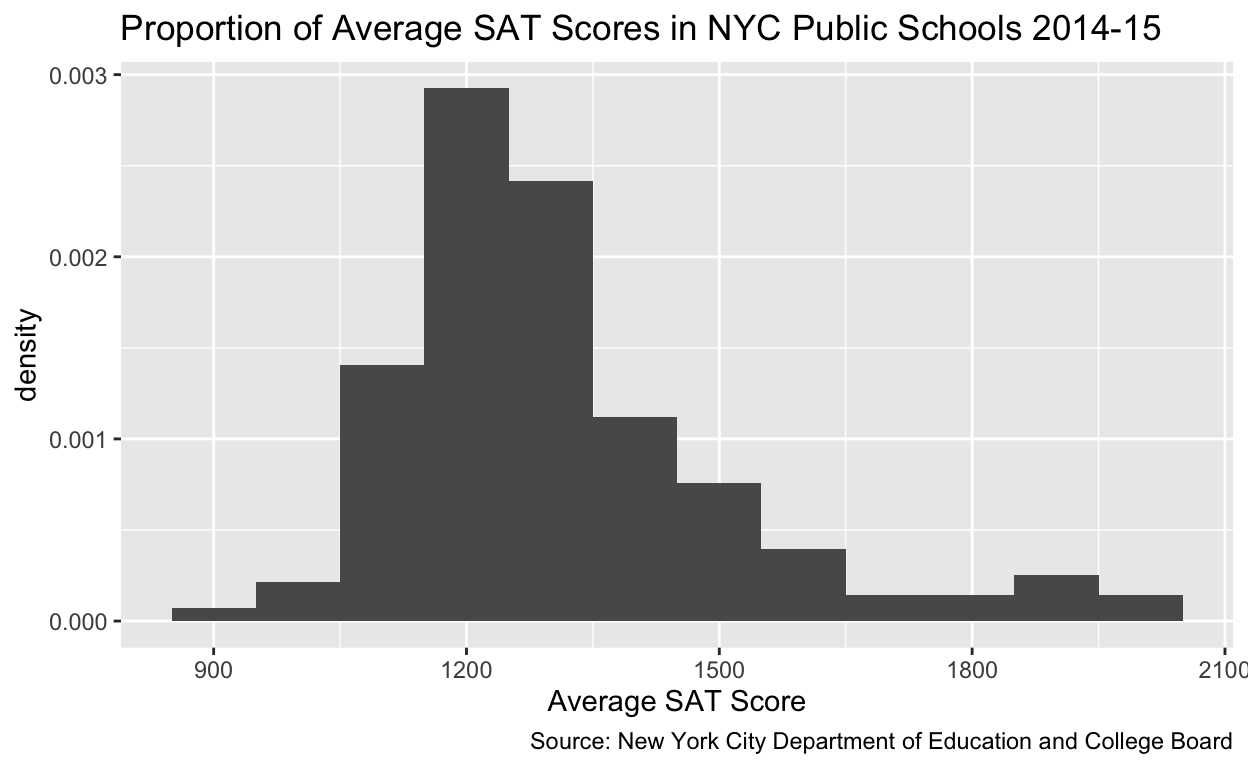 Proportion of Average SAT Scores in NYC Public Schools 2014-15
0.003
0.002
0.001
0.000
density
900 1200 1500 1800 2100
Average SAT Score
Source: New York City Department of Education and College Board